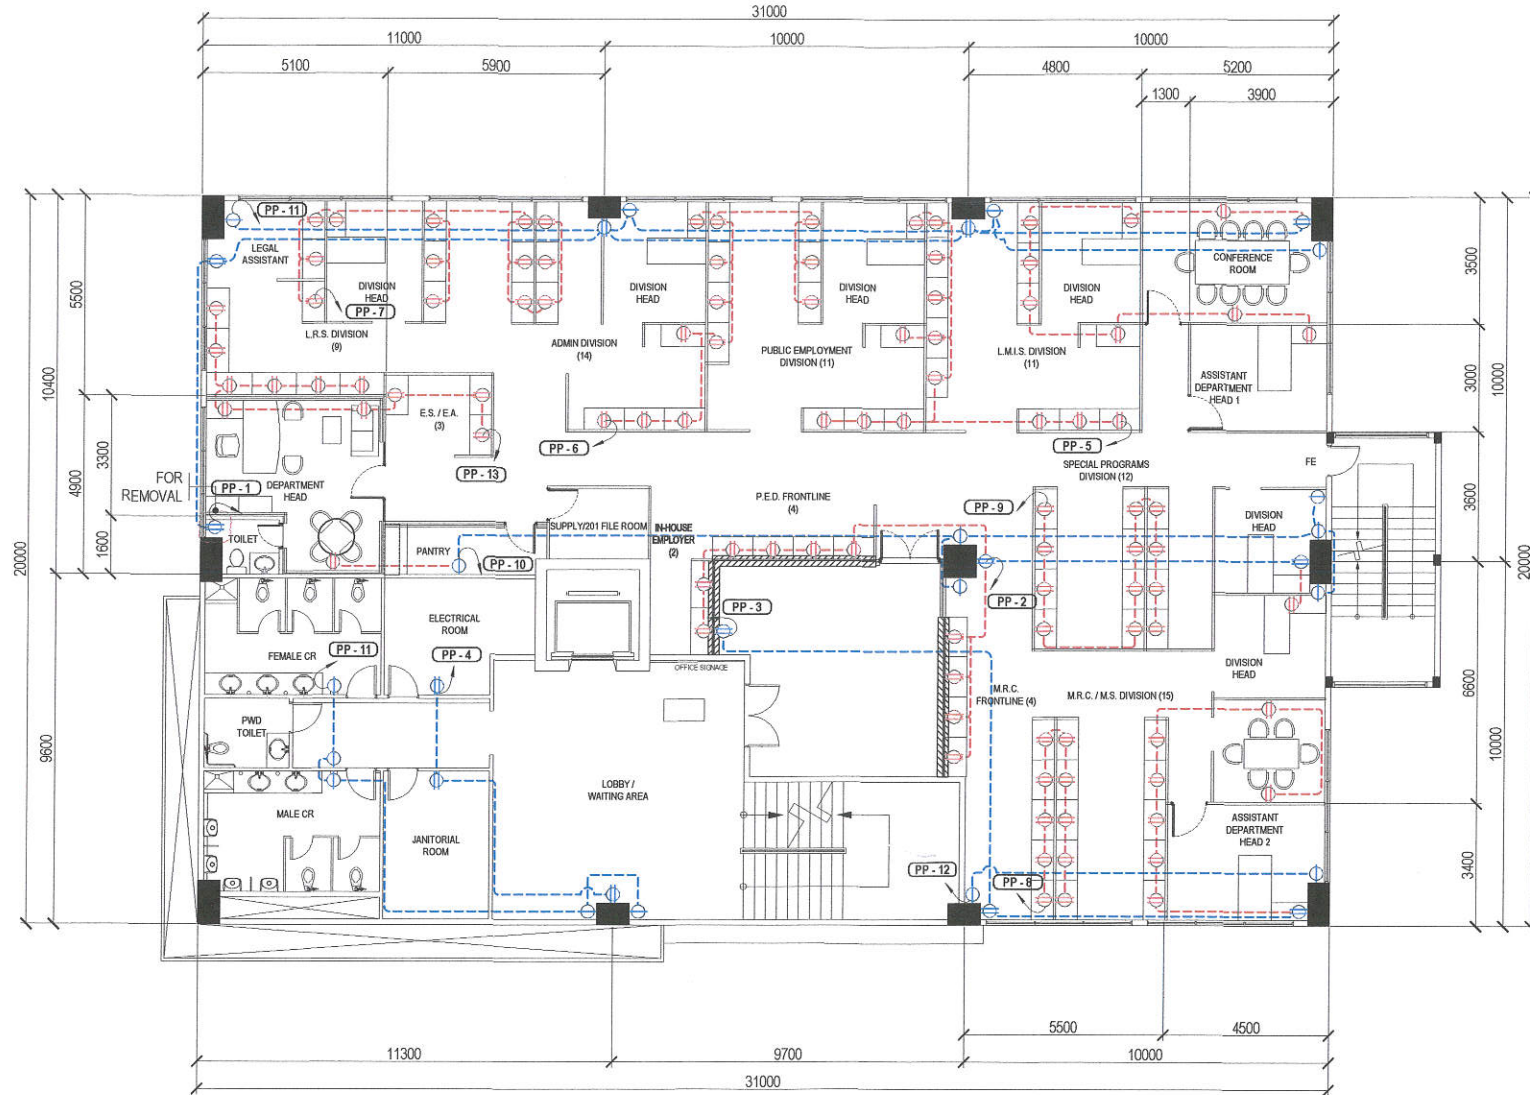 31000
11000
10000
10000
5100
5900
4800
5200
1300
3900
PP - 11
LEGAL
ASSISTANT
DIVISION
HEAD
PP - 7
L.R.S. DIVISION
(9)
DIVISION
HEAD
ADMIN DIVISION
(14)
DIVISION
HEAD
PUBLIC EMPLOYMENT
DIVISION (11)
DIVISION
HEAD
L.M.I.S. DIVISION
(11)
CONFERENCE
ROOM
ASSISTANT
DEPARTMENT
HEAD 1
20000
10400
9600
5500
4900
3300
1600
3500
3000
3600
6600
3400
10000
10000
20000
E.S. / E.A.
(3)
PP - 13
PP - 6
PP - 5
SPECIAL PROGRAMS
DIVISION (12)
FE
FOR
REMOVAL
PP - 1
DEPARTMENT
HEAD
TOILET
PANTRY
PP - 10
SUPPLY/201 FILE ROOM
IN-HOUSE
EMPLOYER
(2)
P.E.D. FRONTLINE
(4)
PP - 9
DIVISION
HEAD
PP - 2
PP - 3
ELECTRICAL
ROOM
FEMALE CR
PP - 11
PP - 4
OFFICE SIGNAGE
DIVISION
HEAD
M.R.C.
FRONTLINE (4)
M.R.C. / M.S. DIVISION (15)
PWD
TOILET
LOBBY /
WAITING AREA
MALE CR
JANITORIAL
ROOM
ASSISTANT
DEPARTMENT
HEAD 2
PP - 12
PP - 8
5500
4500
11300
9700
10000
31000